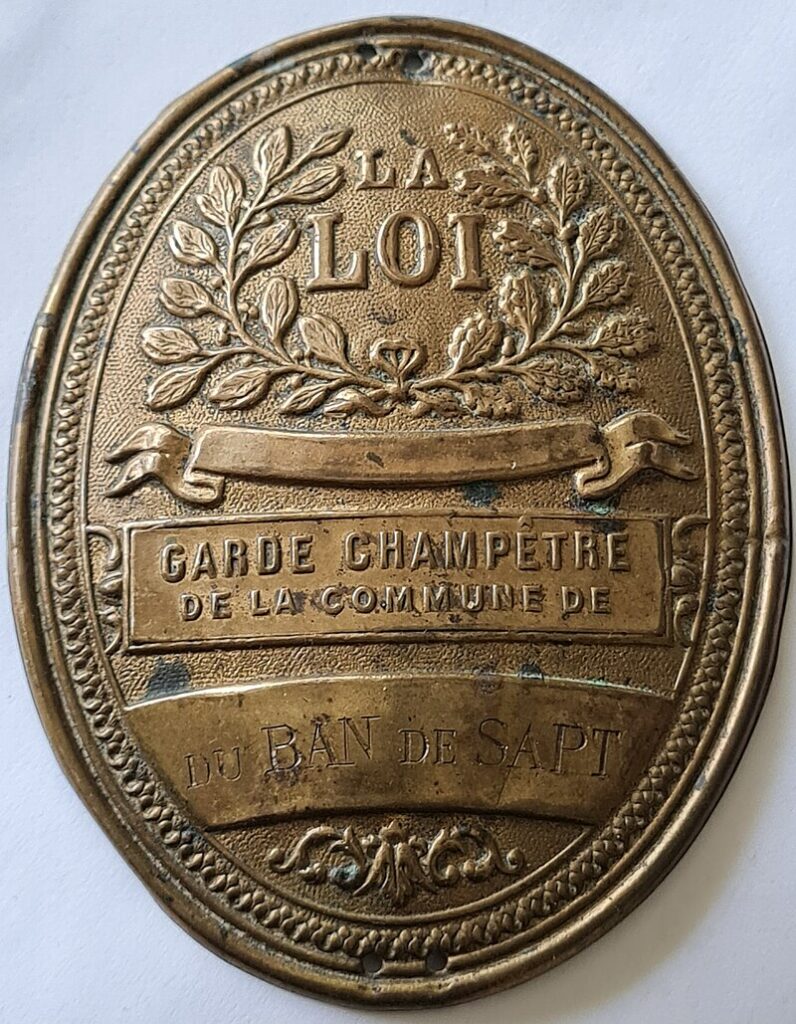 LA
LOI
GARDE CHAMPÊTRE
DE LA COMMUNE DE
DU BAN DE SAPT